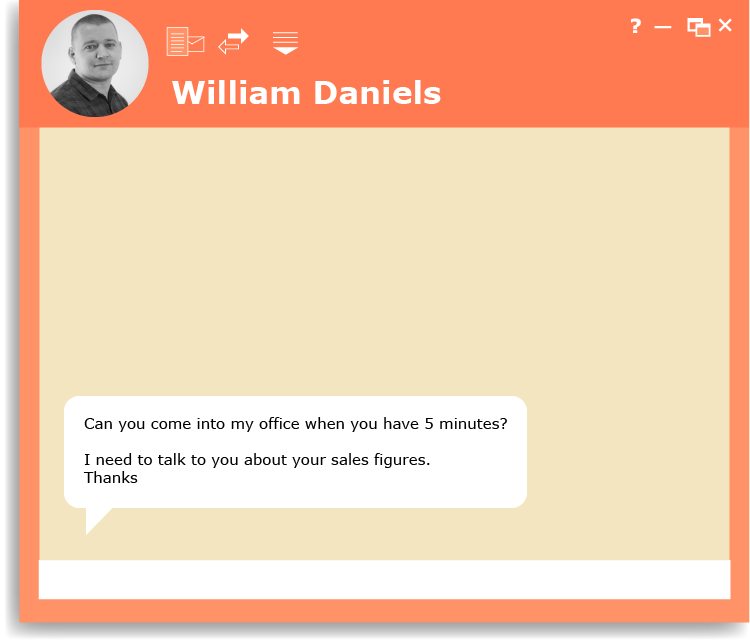 ?
William Daniels
Can you come into my office when you have 5 minutes?
I need to talk to you about your sales figures.
Thanks